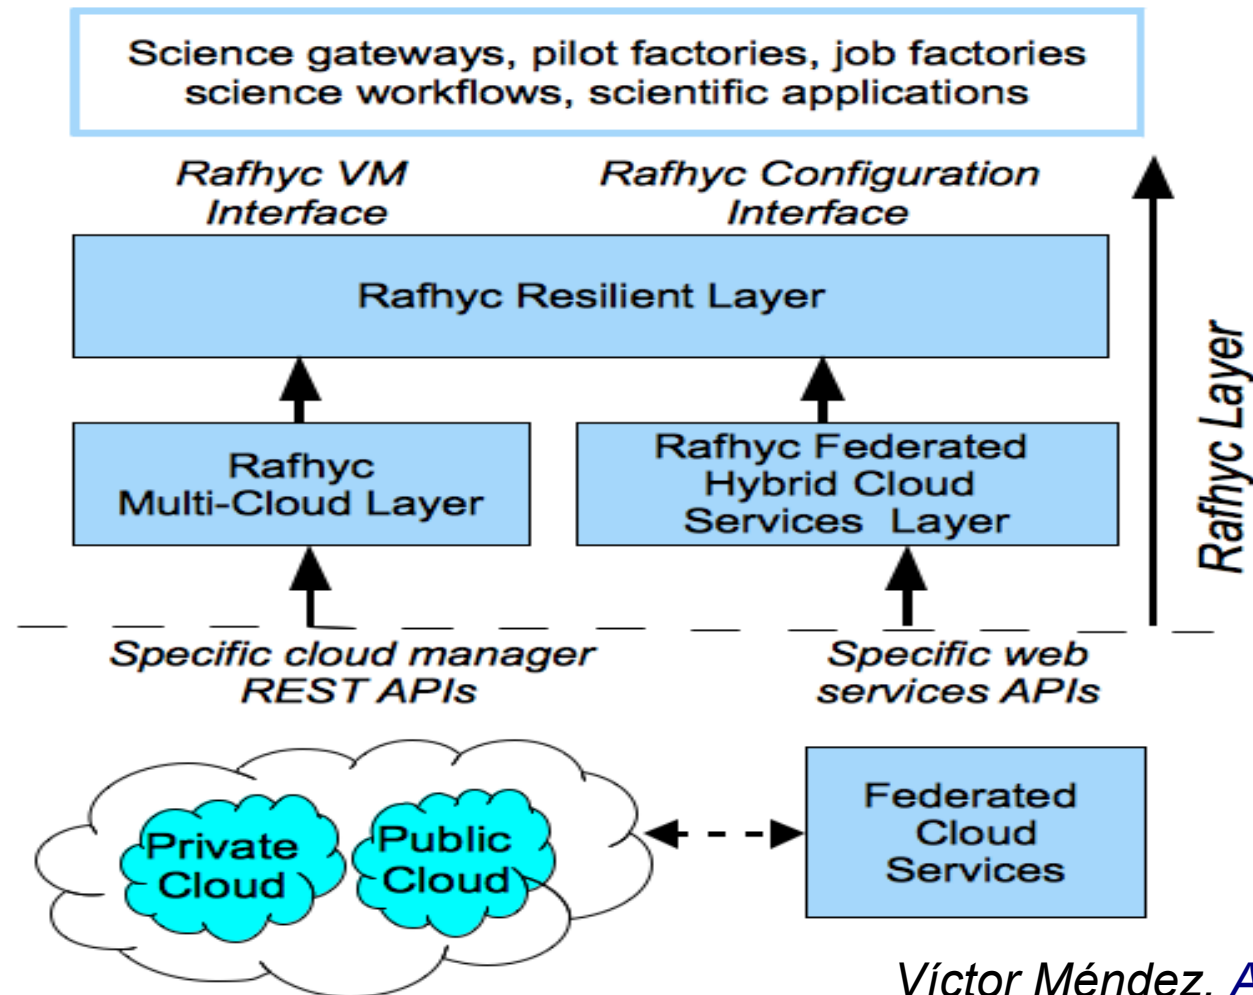 Science gateways, pilot factories, job factories
science workflows, scientific applications
Rafhyc VM
Interface
Rafhyc Configuration
Interface
Rafhyc Resilient Layer
Rafhyc
Multi-Cloud Layer
Rafhyc Federated
Hybrid Cloud
Services Layer
Rafhyc Layer
Specific cloud manager
REST APIs
Specific web
services APIs
Private
Cloud
Public
Cloud
Federated
Cloud
Services
Víctor Méndez,